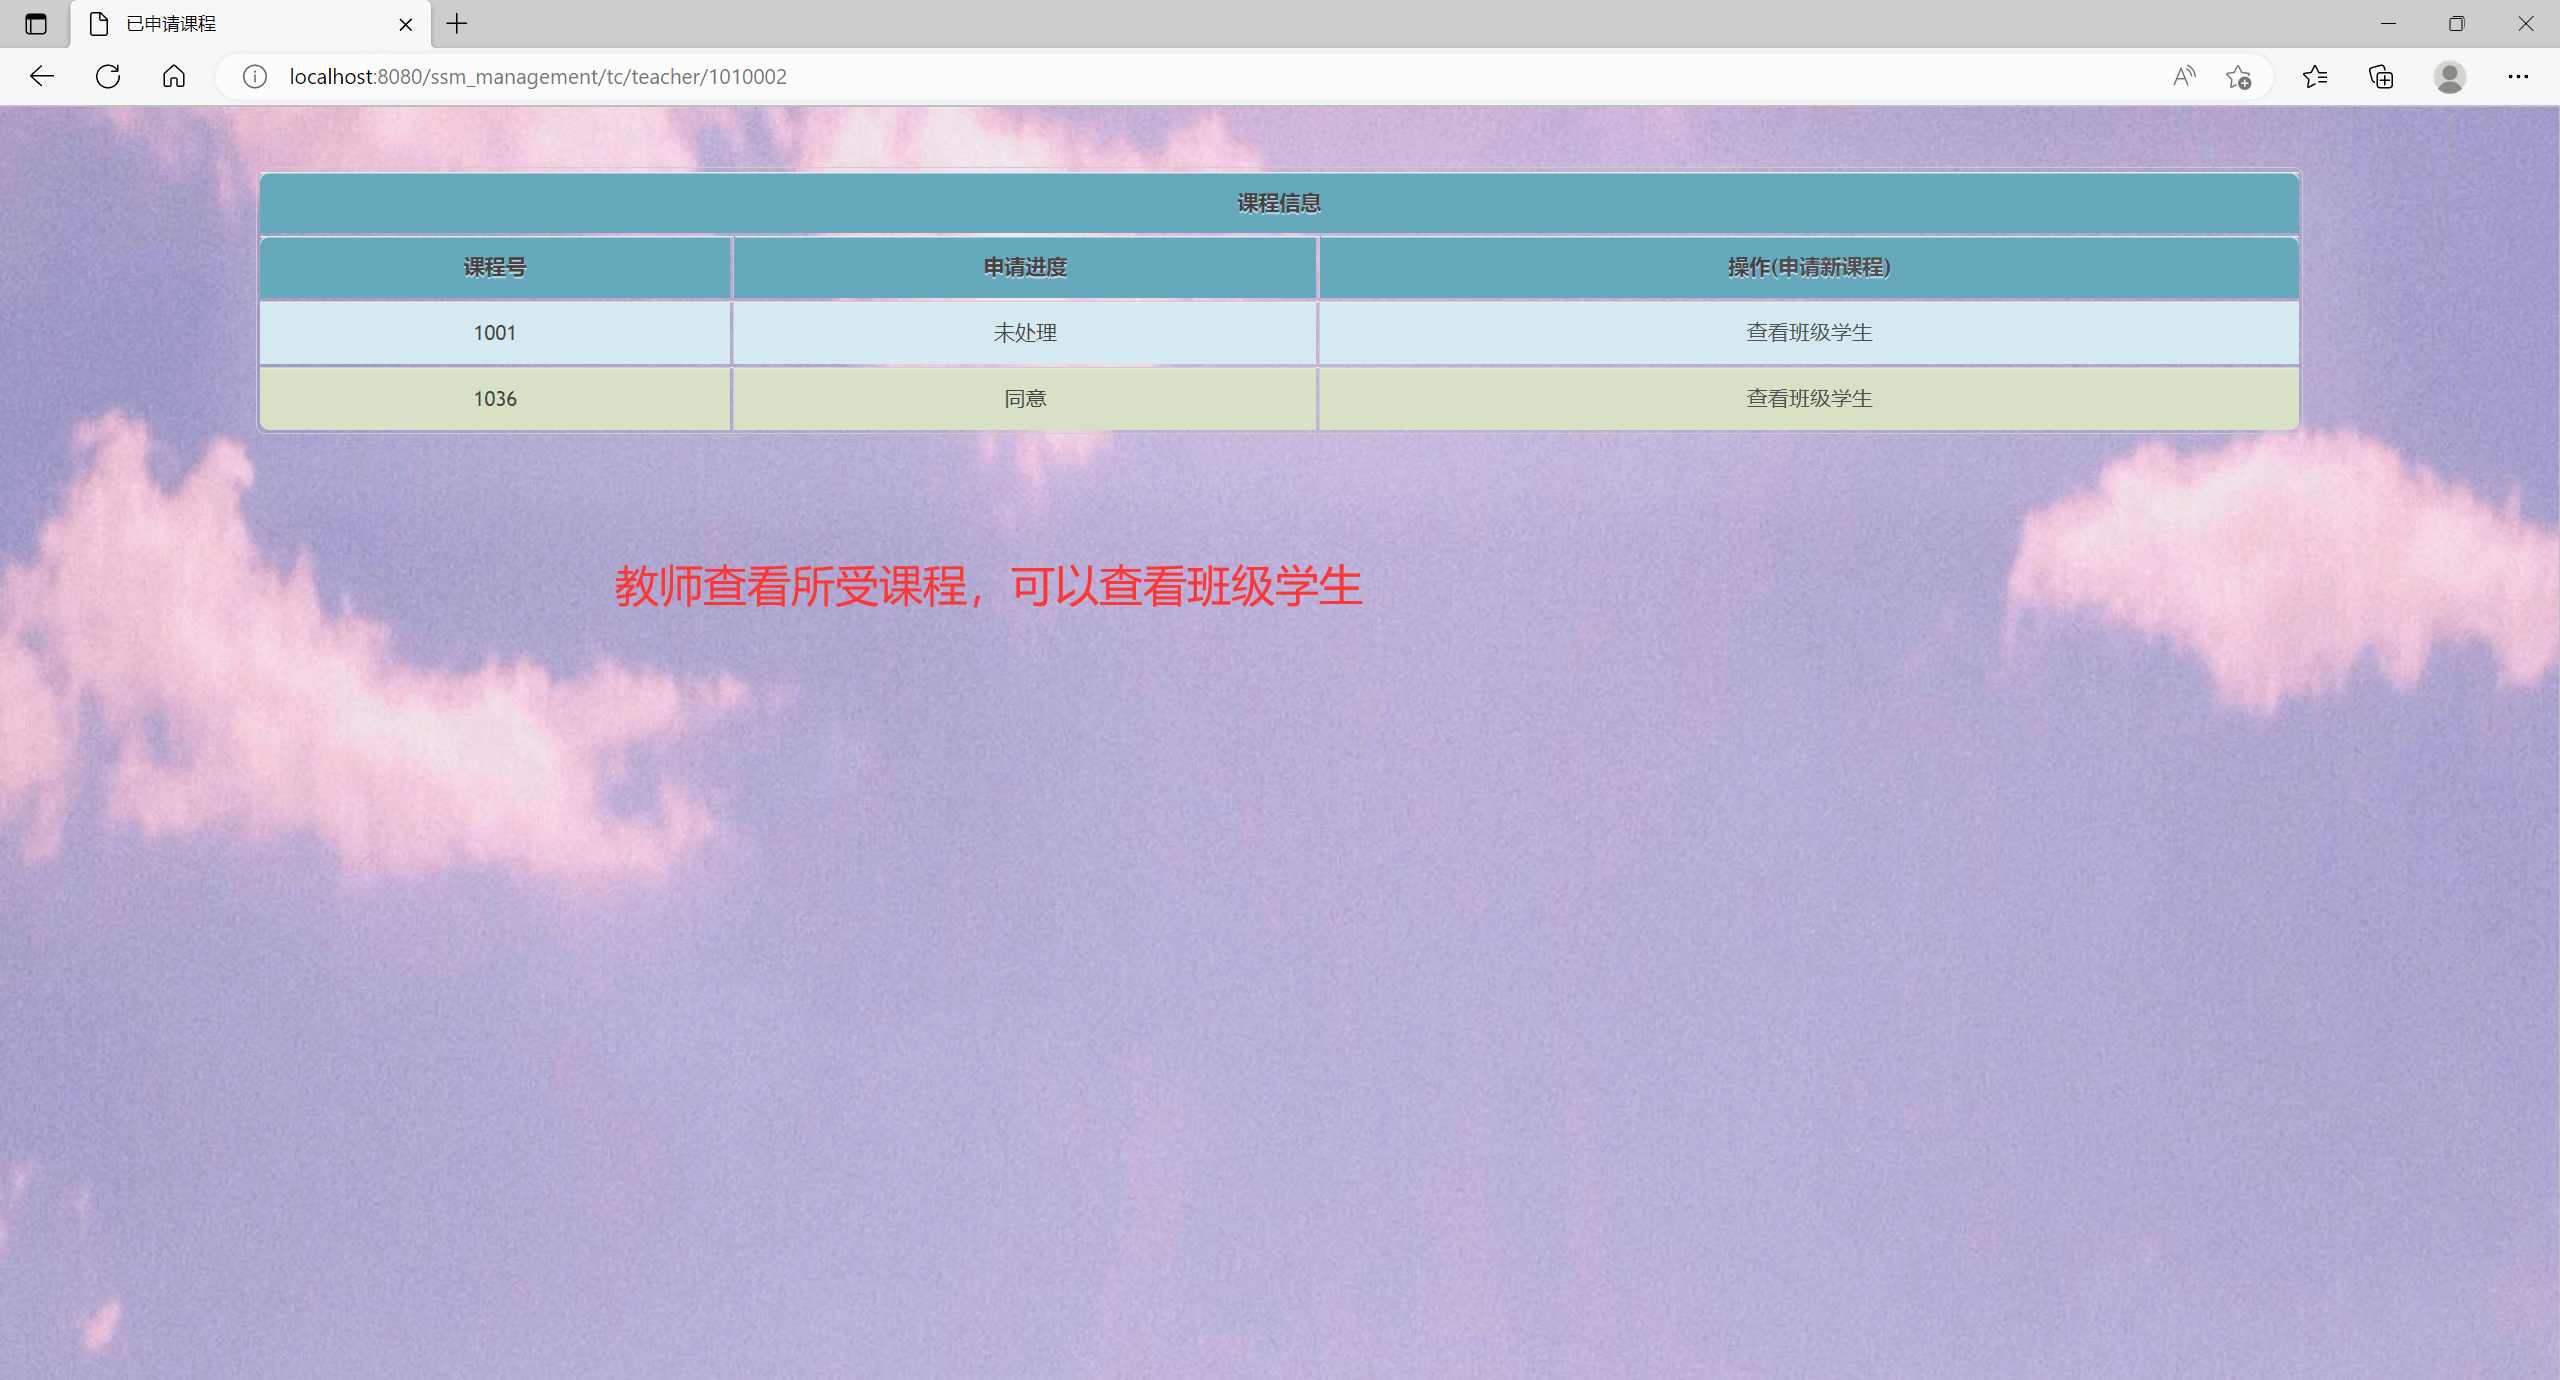 已申请课程
localhost:8080/ssm_management/tc/teacher/1010002
课程信息
课程号 申请进度 操作(申请新课程)
1001 未处理 查看班级学生
1036 同意 查看班级学生
教师查看所受课程，可以查看班级学生